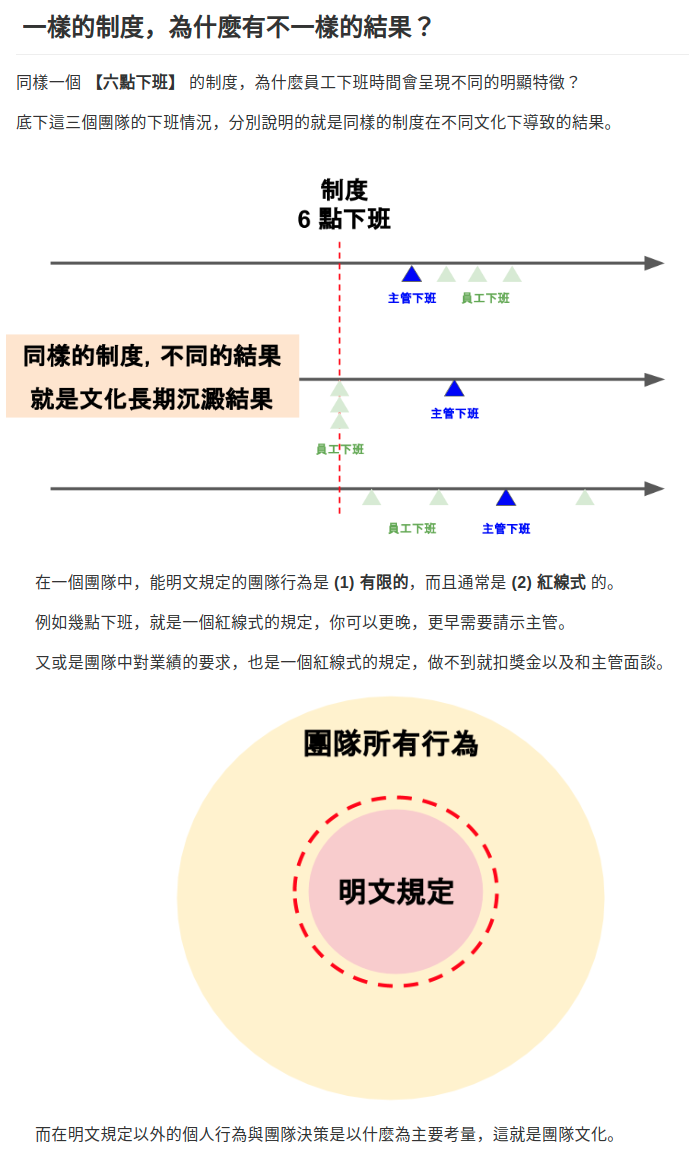 一樣的制度，為什麼有不一樣的結果？
同樣一個 【六點下班】 的制度，為什麼員工下班時間會呈現不同的明顯特徵？
底下這三個團隊的下班情況，分別說明的就是同樣的制度在不同文化下導致的結果。
制度
6 點下班
主管下班 員工下班
同樣的制度, 不同的結果
就是文化長期沉澱結果
主管下班
員工下班
員工下班 主管下班
在一個團隊中，能明文規定的團隊行為是 (1) 有限的，而且通常是 (2) 紅線式 的。
例如幾點下班，就是一個紅線式的規定，你可以更晚，更早需要請示主管。
又或是團隊中對業績的要求，也是一個紅線式的規定，做不到就扣獎金以及和主管面談。
團隊所有行為
明文規定
而在明文規定以外的個人行為與團隊決策是以什麼為主要考量，這就是團隊文化。